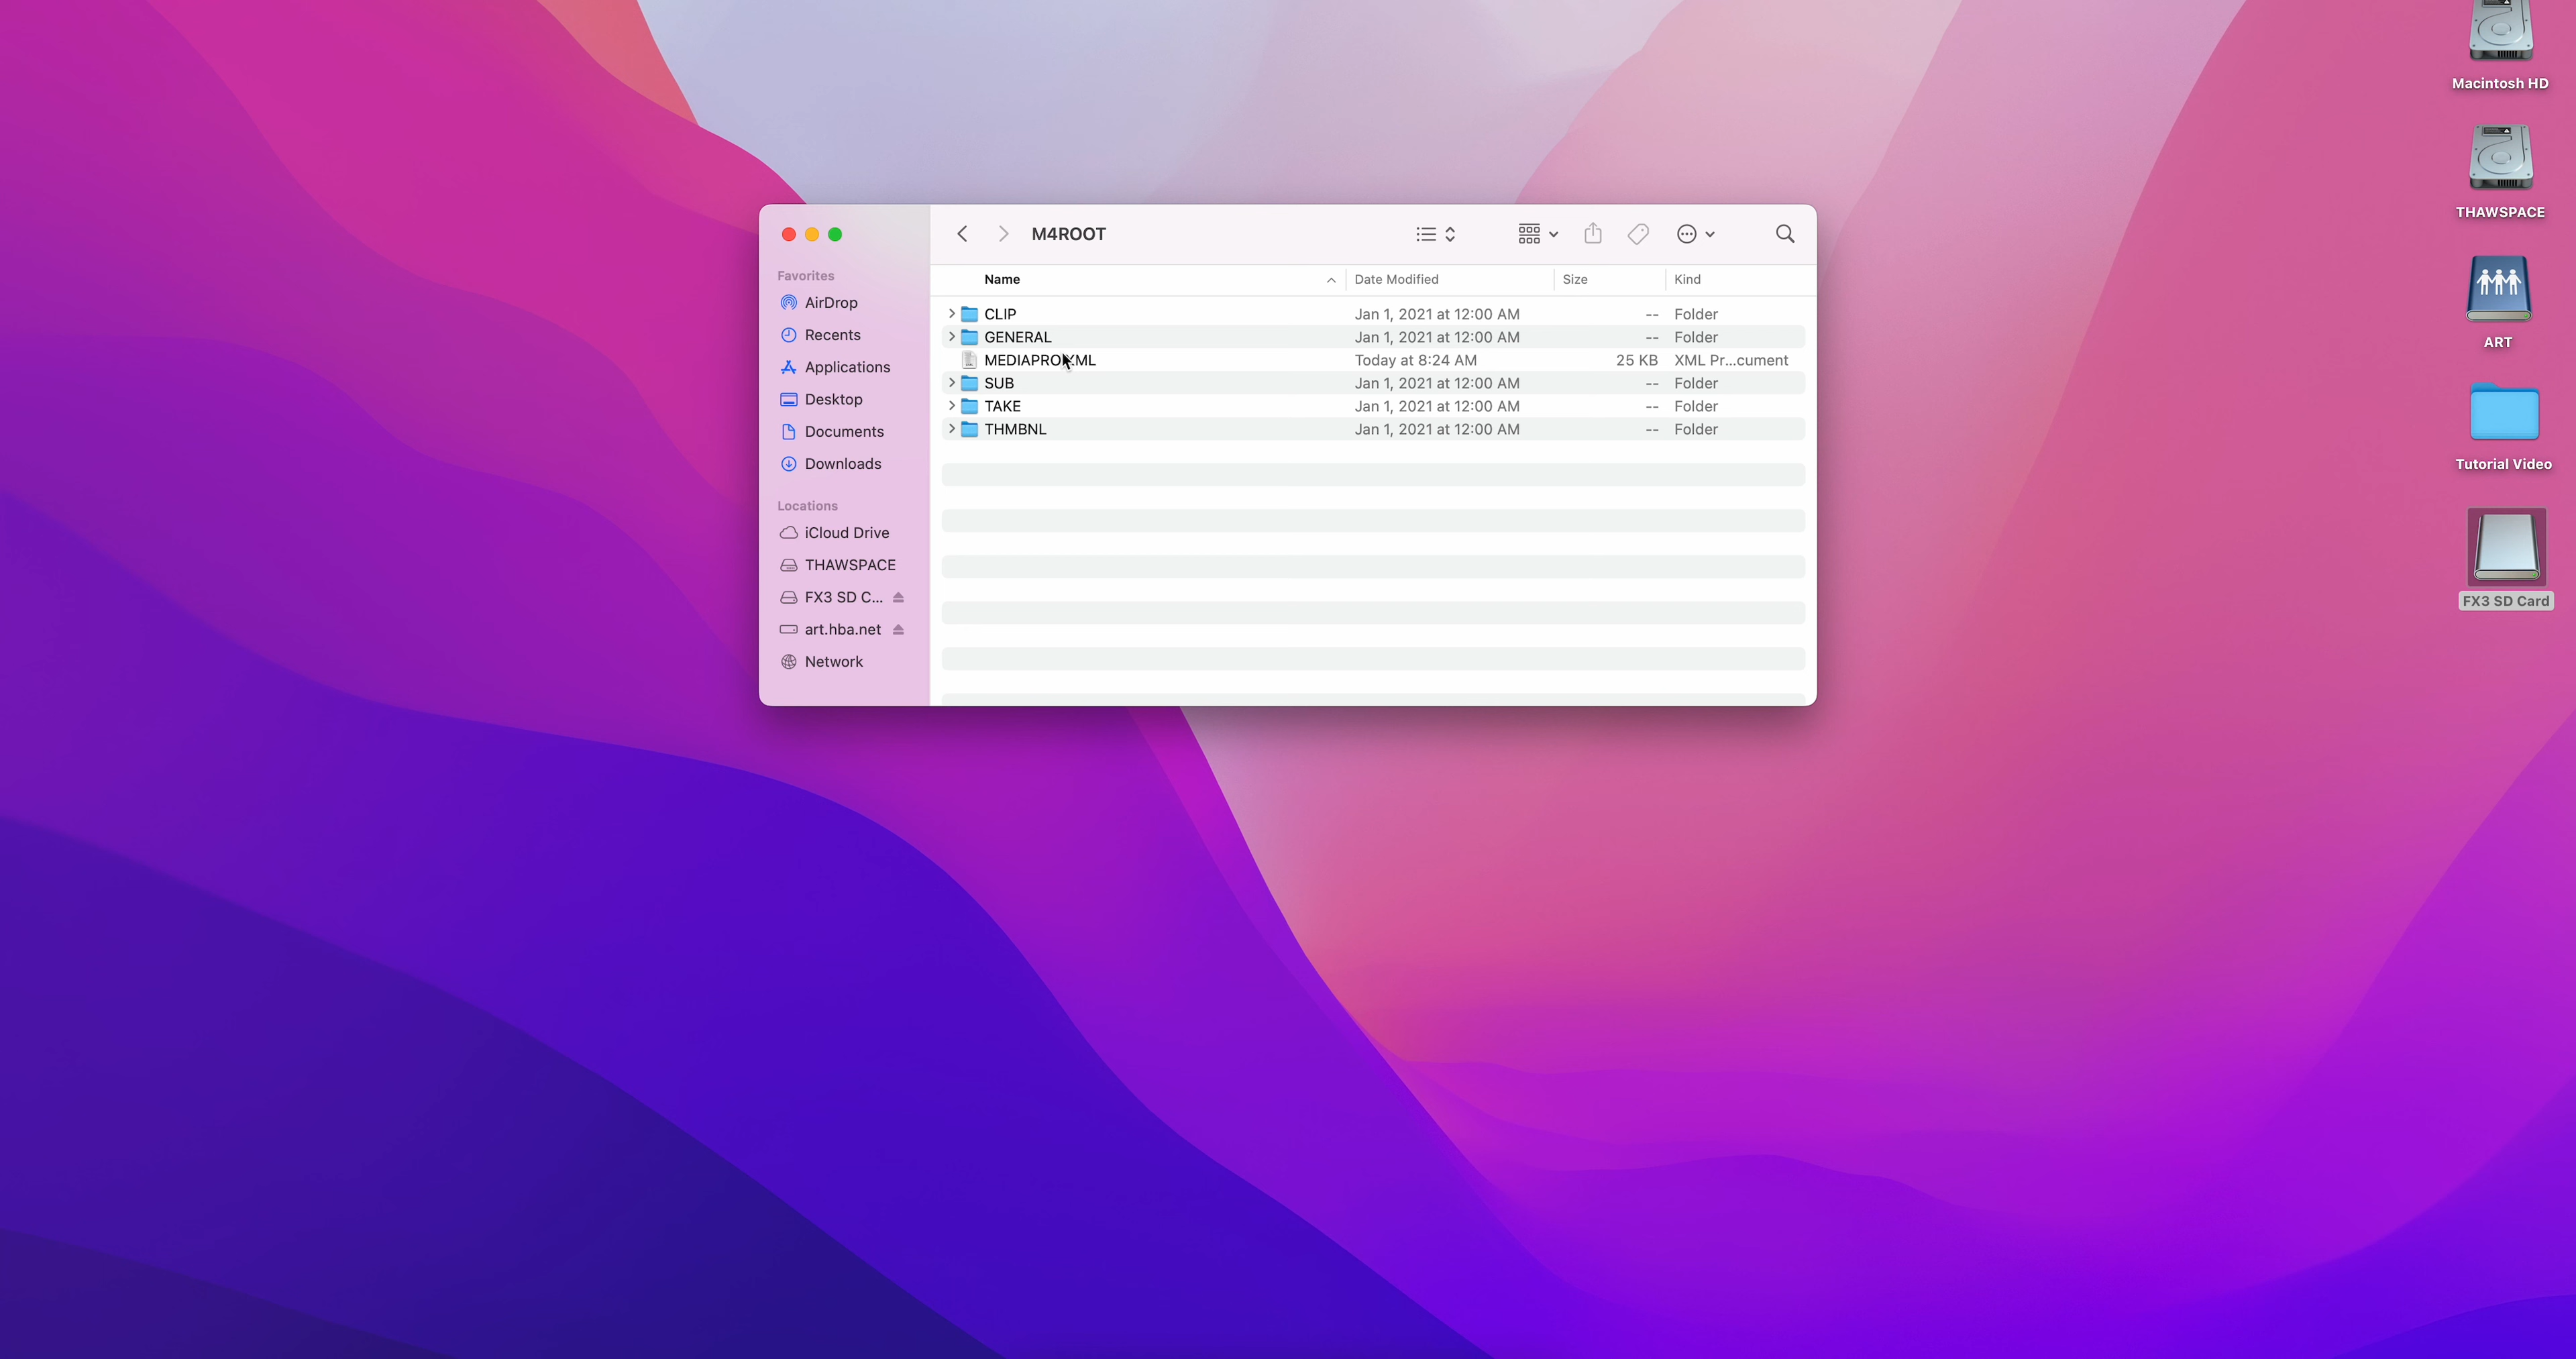 Macintosh HD
THAWSPACE
ART
Tutorial Video
FX3 SD Card
M4ROOT
Favorites
AirDrop
Recents
Applications
Desktop
Documents
Downloads
Locations
iCloud Drive
THAWSPACE
FX3 SD C...
art.hba.net
Network
Name Date Modified Size Kind
CLIP Jan 1, 2021 at 12:00 AM -- Folder
GENERAL Jan 1, 2021 at 12:00 AM -- Folder
Today at 8:24 AM 25 KB XML Pr...cument
SUB Jan 1, 2021 at 12:00 AM -- Folder
TAKE Jan 1, 2021 at 12:00 AM -- Folder
THMBNL Jan 1, 2021 at 12:00 AM -- Folder